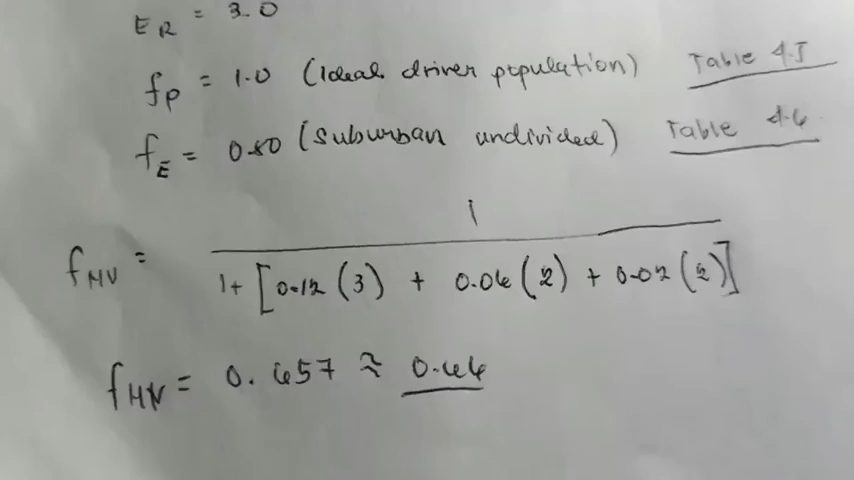 E_R = 3.0
f_P = 1.0 (Ideal driver population) Table 4.5
f_E = 0.80 (Suburban undivided) Table 4.6
f_HV = 1
1+ [0.12 (3) + 0.06 (2) + 0.02 (2)]
f_HV = 0.657 ≈ 0.66